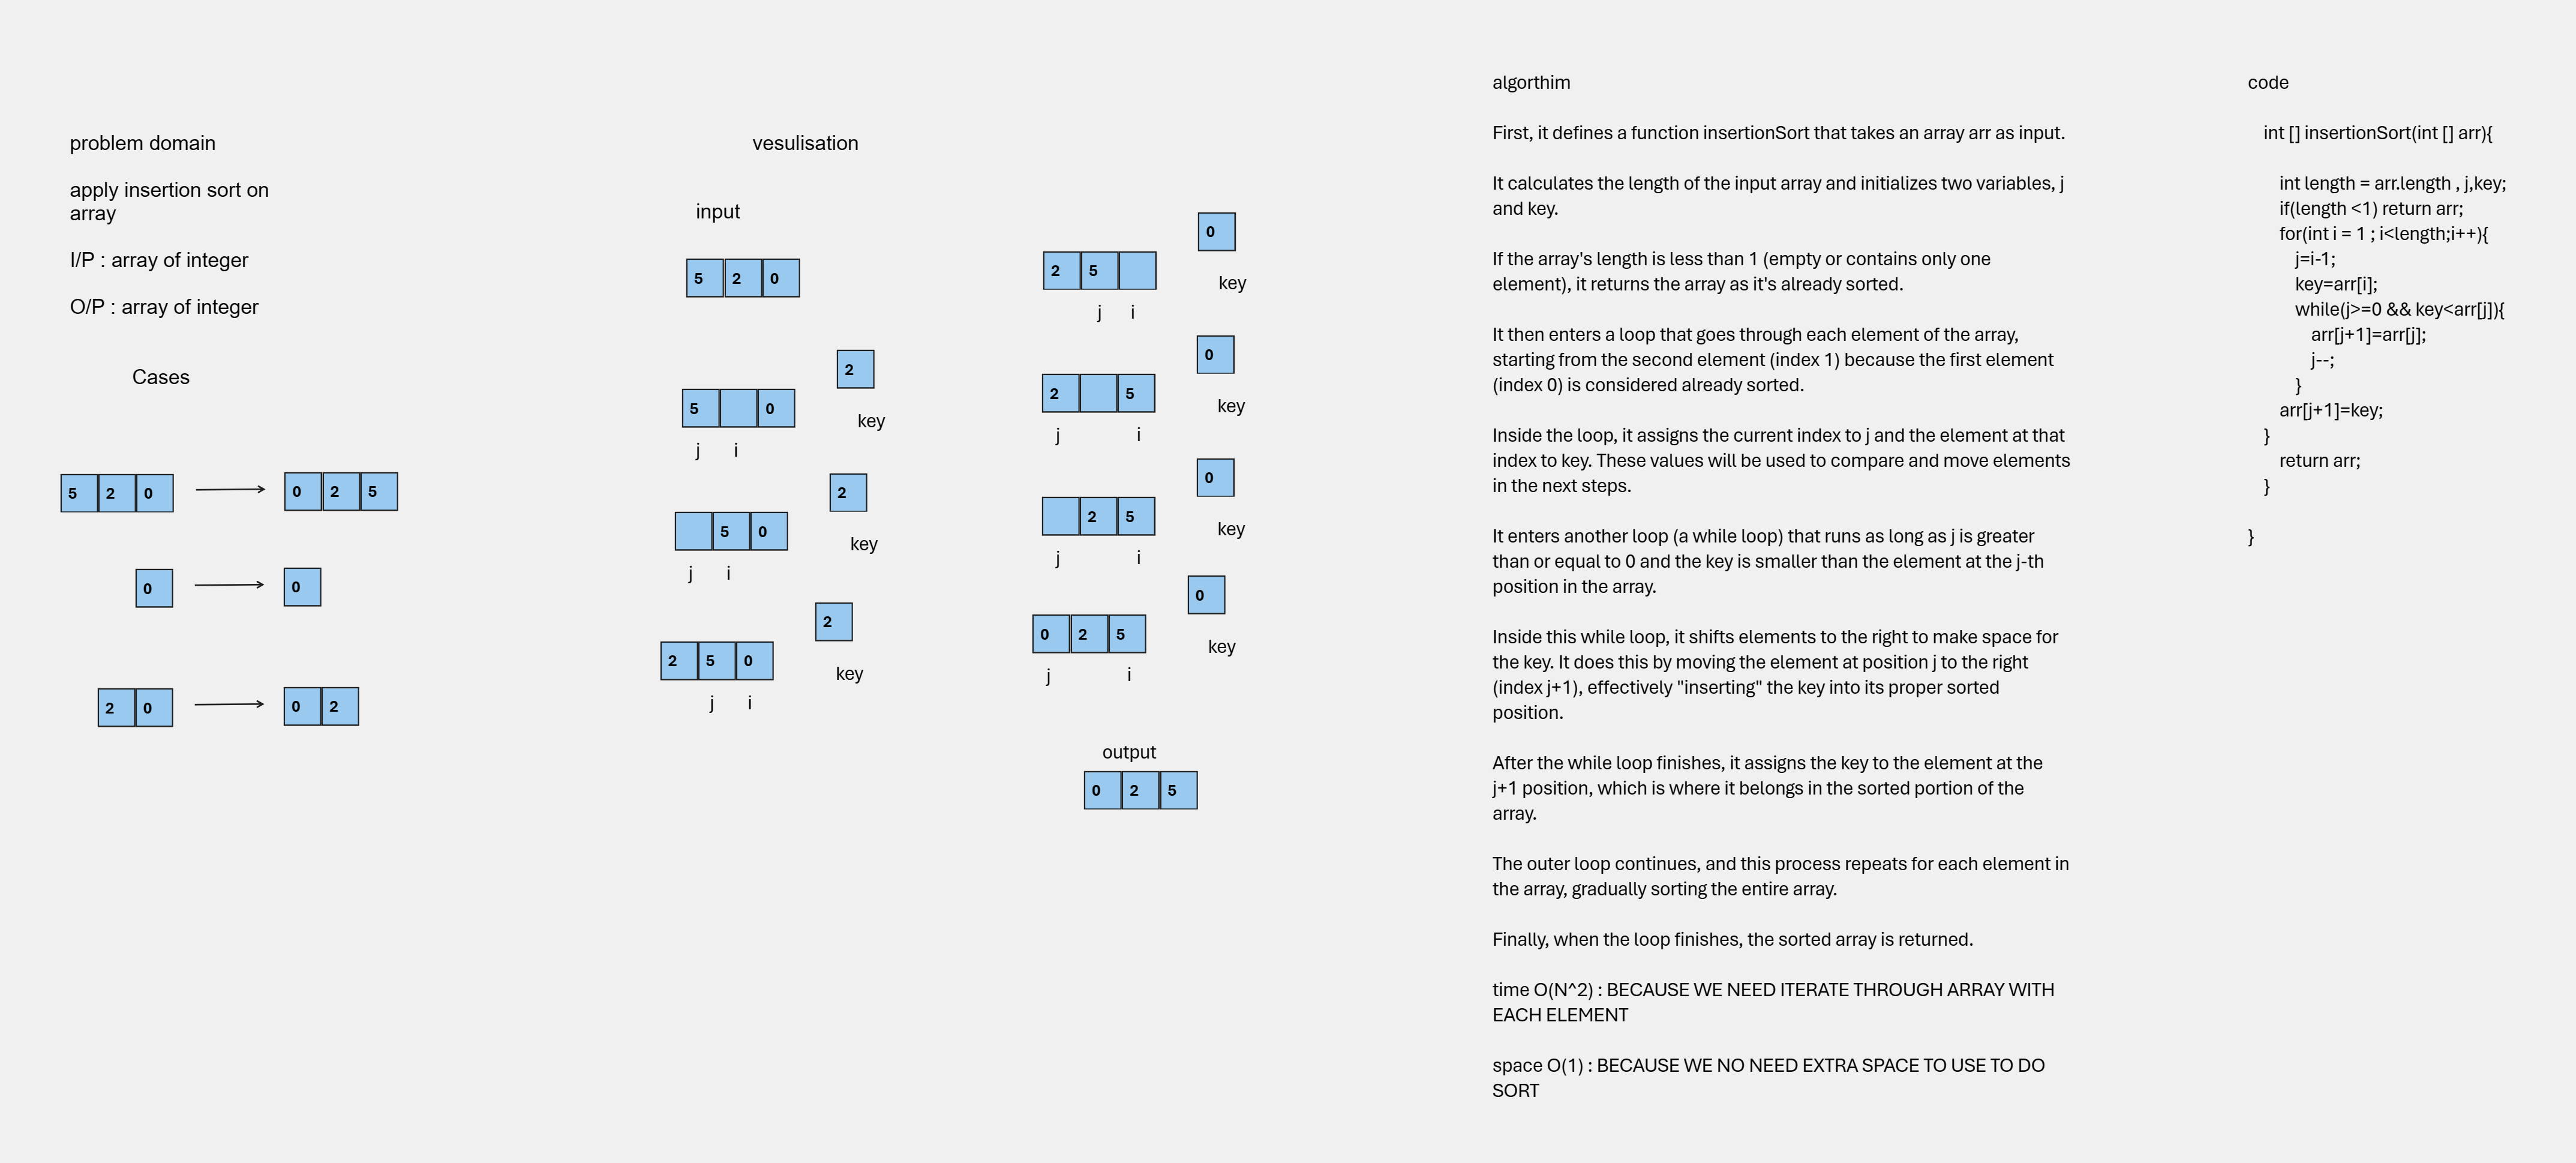 problem domain
apply insertion sort on
array
I/P : array of integer
O/P : array of integer
Cases
5 2 0
0 2 5
0
0
2 0
0 2
vesulisation
input
5 2 0
2
key
5 0
j i
2
key
5 0
j i
2
key
2 5 0
j i
0
key
2 5
j i
0
key
2 5
j i
0
key
2 5
j i
0
key
0 2 5
j i
output
0 2 5
algorthim
First, it defines a function insertionSort that takes an array arr as input.
It calculates the length of the input array and initializes two variables, j
and key.
If the array's length is less than 1 (empty or contains only one
element), it returns the array as it's already sorted.
It then enters a loop that goes through each element of the array,
starting from the second element (index 1) because the first element
(index 0) is considered already sorted.
Inside the loop, it assigns the current index to j and the element at that
index to key. These values will be used to compare and move elements
in the next steps.
It enters another loop (a while loop) that runs as long as j is greater
than or equal to 0 and the key is smaller than the element at the j-th
position in the array.
Inside this while loop, it shifts elements to the right to make space for
the key. It does this by moving the element at position j to the right
(index j+1), effectively "inserting" the key into its proper sorted
position.
After the while loop finishes, it assigns the key to the element at the
j+1 position, which is where it belongs in the sorted portion of the
array.
The outer loop continues, and this process repeats for each element in
the array, gradually sorting the entire array.
Finally, when the loop finishes, the sorted array is returned.
time O(N^2) : BECAUSE WE NEED ITERATE THROUGH ARRAY WITH
EACH ELEMENT
space O(1) : BECAUSE WE NO NEED EXTRA SPACE TO USE TO DO
SORT
code
int [] insertionSort(int [] arr){
int length = arr.length , j,key;
if(length <1) return arr;
for(int i = 1 ; i<length;i++){
j=i-1;
key=arr[i];
while(j>=0 && key<arr[j]){
arr[j+1]=arr[j];
j--;
}
arr[j+1]=key;
}
return arr;
}
}